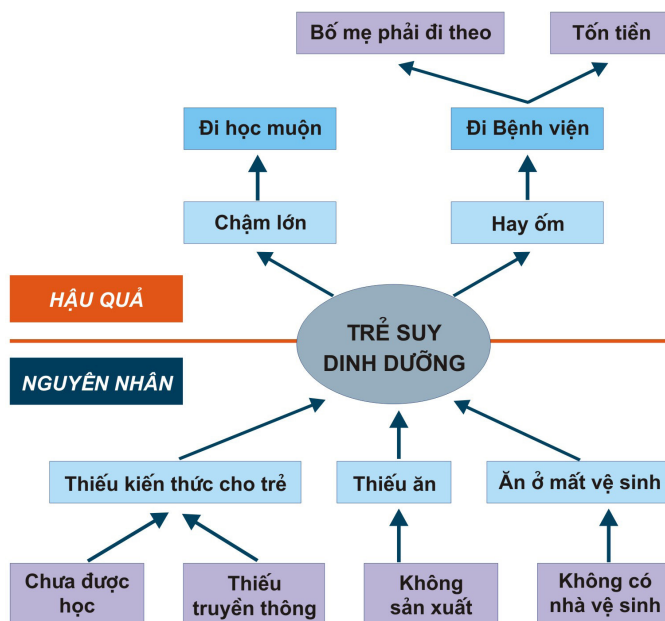 Bố mẹ phải đi theo
Tốn tiền
Đi học muộn
Đi Bệnh viện
Chậm lớn
Hay ốm
HẬU QUẢ
TRẺ SUY
DINH DƯỠNG
NGUYÊN NHÂN
Thiếu kiến thức cho trẻ
Thiếu ăn
Ăn ở mất vệ sinh
Chưa được
học
Thiếu
truyền thông
Không
sản xuất
Không có
nhà vệ sinh